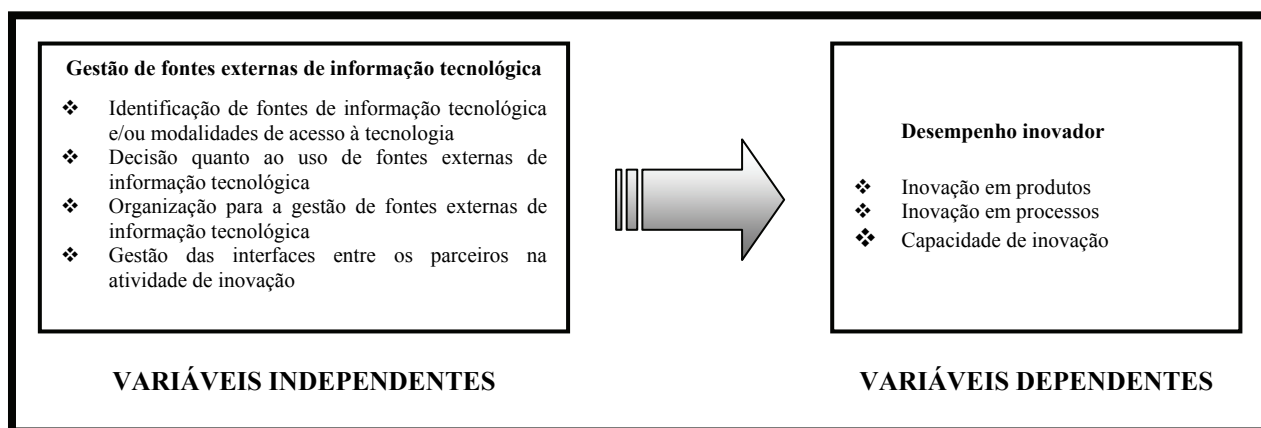 Gestão de fontes externas de informação tecnológica
❖ Identificação de fontes de informação tecnológica
e/ou modalidades de acesso à tecnologia
❖ Decisão quanto ao uso de fontes externas de
informação tecnológica
❖ Organização para a gestão de fontes externas de
informação tecnológica
❖ Gestão das interfaces entre os parceiros na
atividade de inovação
VARIÁVEIS INDEPENDENTES
Desempenho inovador
❖ Inovação em produtos
❖ Inovação em processos
❖ Capacidade de inovação
VARIÁVEIS DEPENDENTES